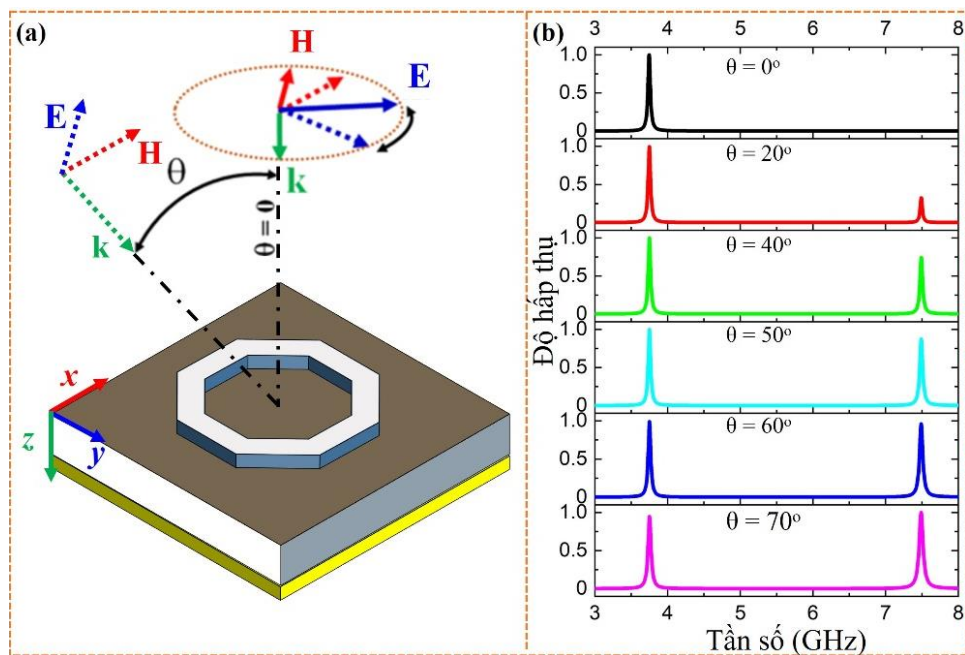 (a)
H
E
E
H
θ
k
k
θ = 0
x
y
z
(b)
3 4 5 6 7 8
1.0
0.5
0
θ = 0º
1.0
0.5
0
θ = 20º
1.0
0.5
0
θ = 40º
1.0
0.5
0
θ = 50º
1.0
0.5
0
θ = 60º
1.0
0.5
0
θ = 70º
3 4 5 6 7 8
Độ hấp thụ
Tần số (GHz)